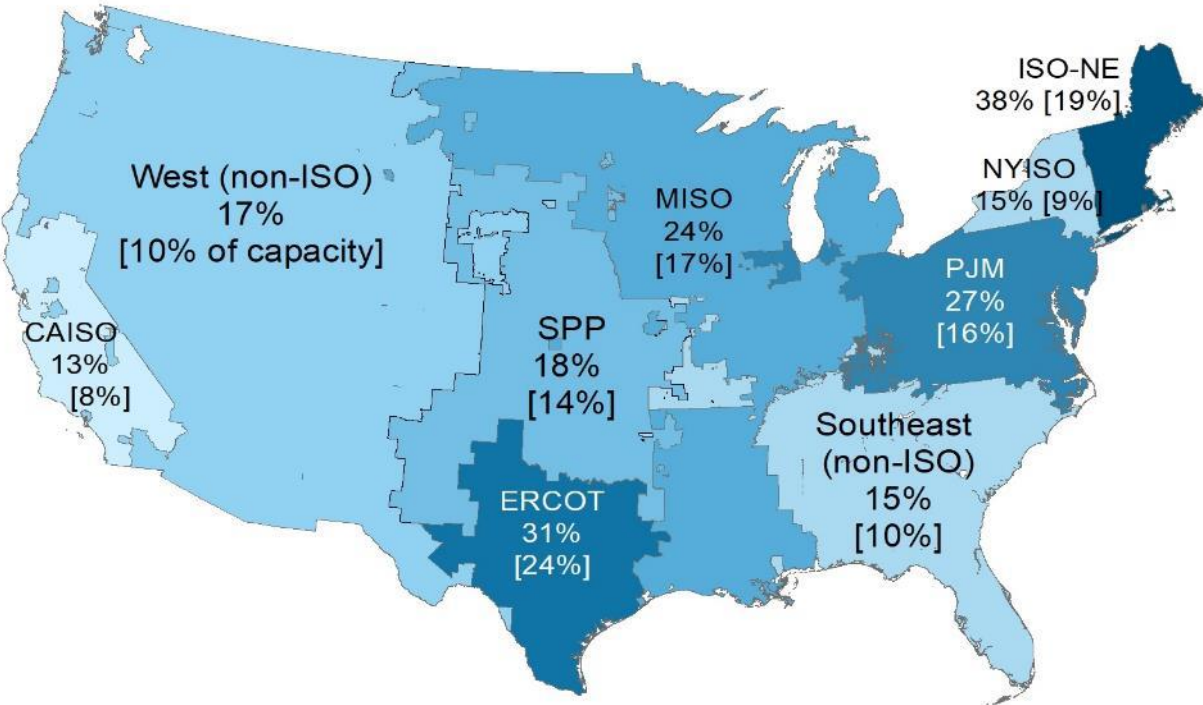 ISO-NE
38% [19%]
West (non-ISO)
17%
[10% of capacity]
NYISO
15% [9%]
MISO
24%
[17%]
PJM
27%
[16%]
CAISO
13%
[8%]
SPP
18%
[14%]
Southeast
(non-ISO)
15%
[10%]
ERCOT
31%
[24%]